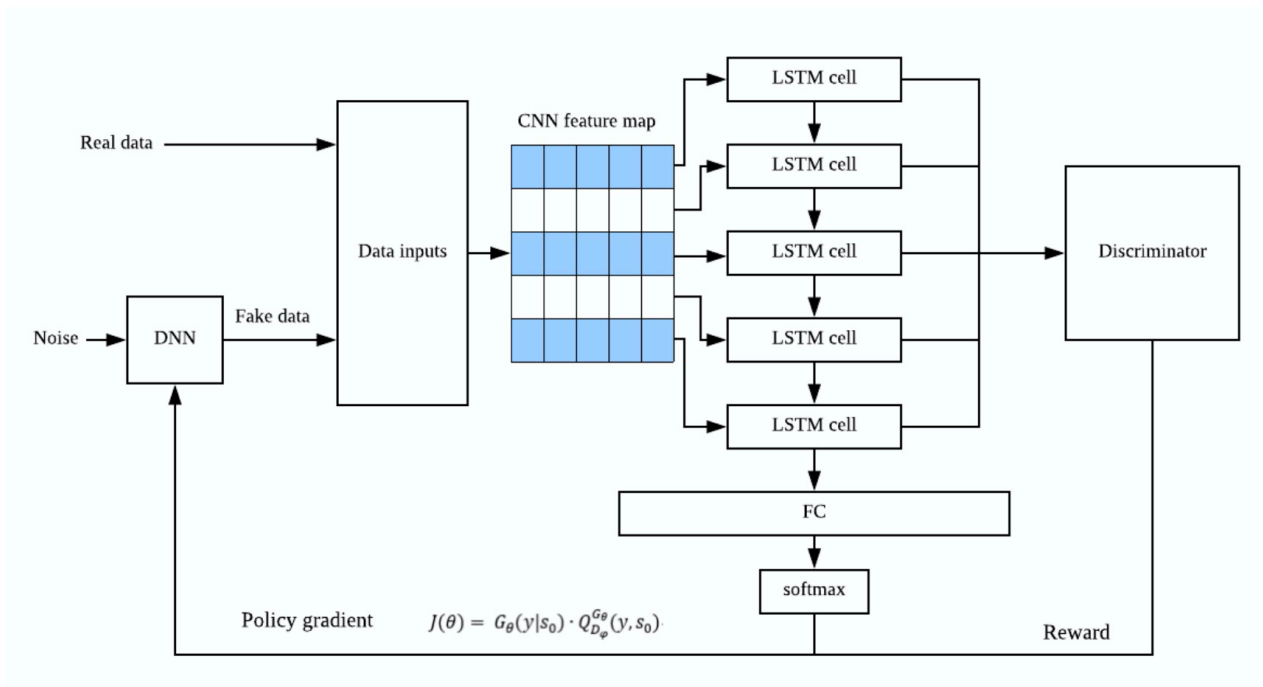 LSTM cell
CNN feature map
Real data
LSTM cell
Data inputs
LSTM cell
Discriminator
Fake data
Noise
DNN
LSTM cell
LSTM cell
FC
softmax
Policy gradient
J(θ) = G_θ(y|s_0) · Q_{D_φ}^{G_θ}(y, s_0)
Reward